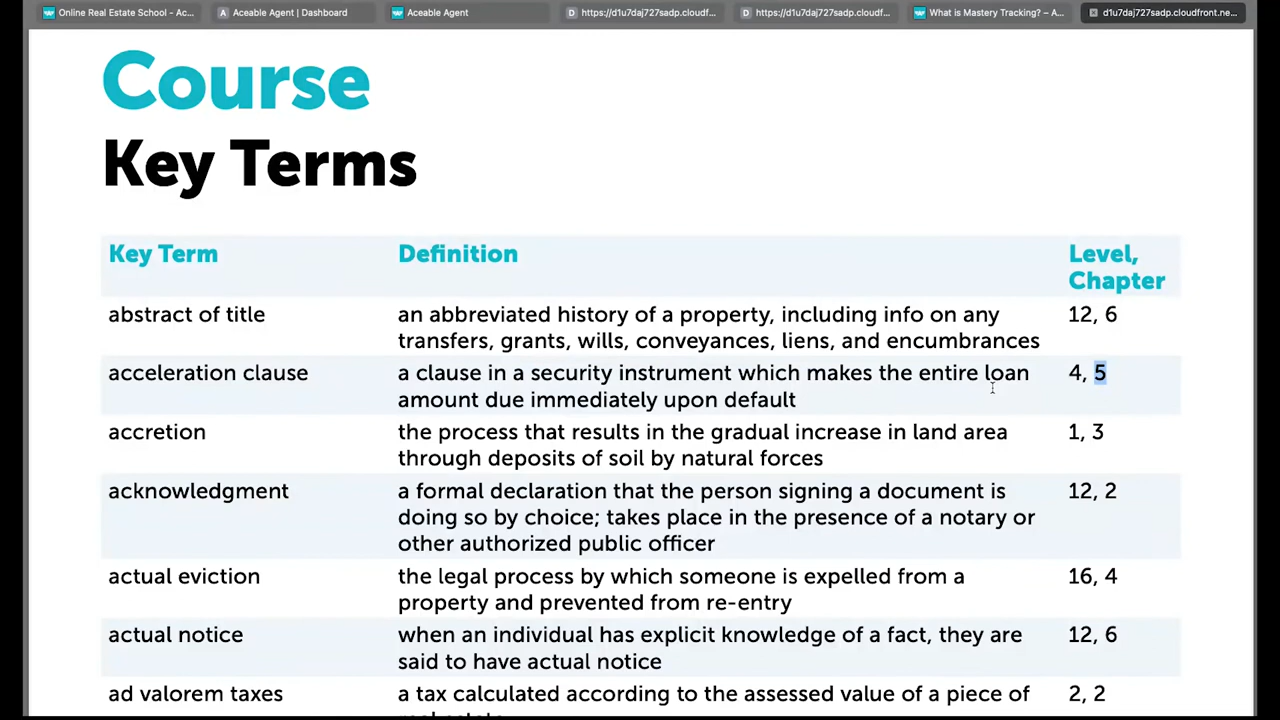 Online Real Estate School - Ac...
Aceable Agent | Dashboard
Aceable Agent
https://d1u7daj727sadp.cloudf...
https://d1u7daj727sadp.cloudf...
What is Mastery Tracking? – A...
d1u7daj727sadp.cloudfront.ne...
Course
Key Terms
Key Term Definition Level,
Chapter
abstract of title an abbreviated history of a property, including info on any 12, 6
transfers, grants, wills, conveyances, liens, and encumbrances
acceleration clause a clause in a security instrument which makes the entire loan 4, 5
amount due immediately upon default
accretion the process that results in the gradual increase in land area 1, 3
through deposits of soil by natural forces
acknowledgment a formal declaration that the person signing a document is 12, 2
doing so by choice; takes place in the presence of a notary or
other authorized public officer
actual eviction the legal process by which someone is expelled from a 16, 4
property and prevented from re-entry
actual notice when an individual has explicit knowledge of a fact, they are 12, 6
said to have actual notice
ad valorem taxes a tax calculated according to the assessed value of a piece of 2, 2